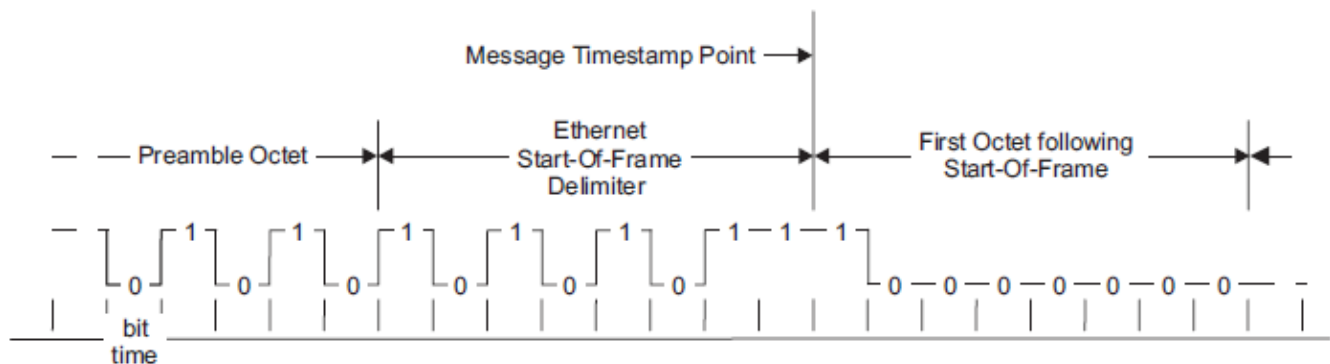 Message Timestamp Point
Preamble Octet
Ethernet
Start-Of-Frame
Delimiter
First Octet following
Start-Of-Frame
1 1 1 1 1 1 1 1
0 0 0 0 0 0 0 0 0 0 0 0 0
bit
time